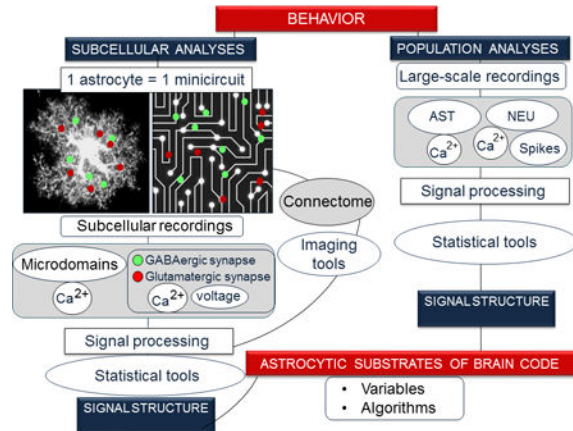 BEHAVIOR
SUBCELLULAR ANALYSES
1 astrocyte = 1 minicircuit
Subcellular recordings
Microdomains
Ca2+
GABAergic synapse
Glutamatergic synapse
Ca2+
voltage
Signal processing
Statistical tools
SIGNAL STRUCTURE
Connectome
Imaging
tools
POPULATION ANALYSES
Large-scale recordings
AST
NEU
Ca2+
Ca2+
Spikes
Signal processing
Statistical tools
SIGNAL STRUCTURE
ASTROCYTIC SUBSTRATES OF BRAIN CODE
• Variables
• Algorithms